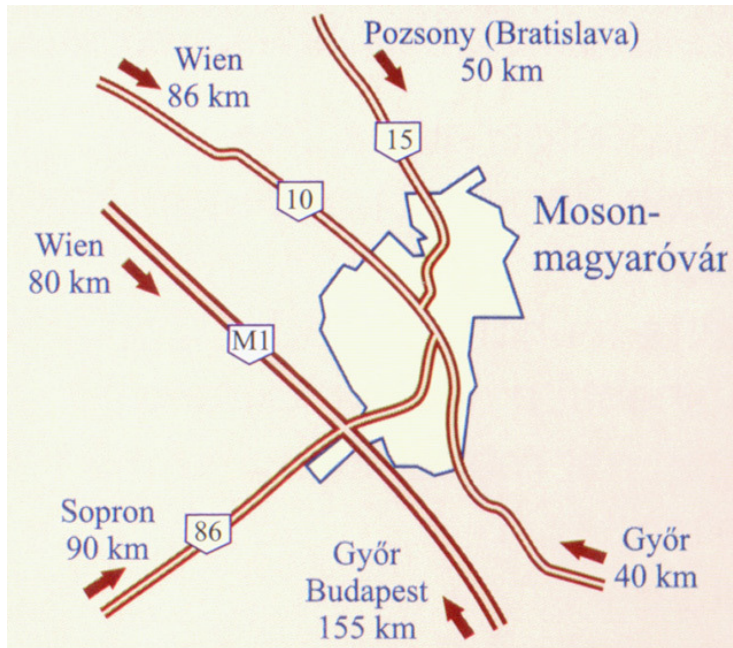 Pozsony (Bratislava)
50 km
Wien
86 km
15
10
Moson-
magyaróvár
Wien
80 km
M1
Sopron
90 km
86
Győr
Budapest
155 km
Győr
40 km